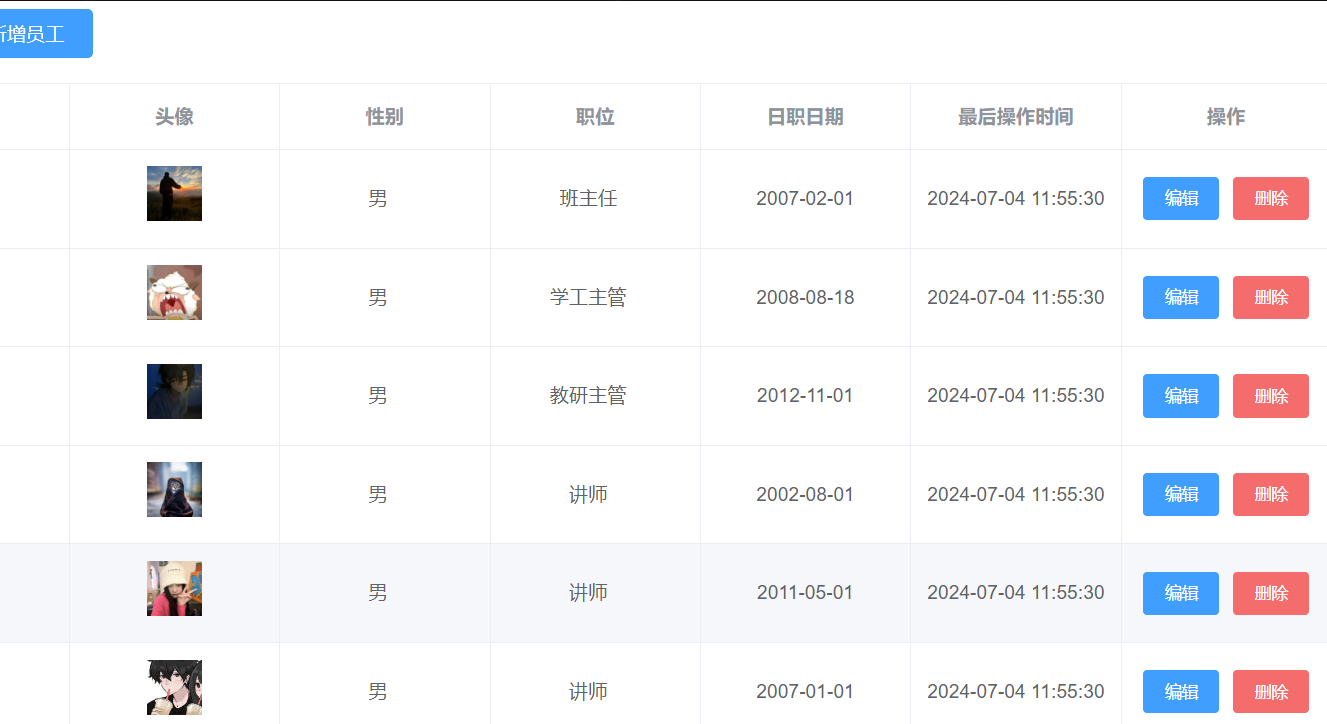 新增员工
头像 性别 职位 日职日期 最后操作时间 操作
男 班主任 2007-02-01 2024-07-04 11:55:30 编辑 删除
男 学工主管 2008-08-18 2024-07-04 11:55:30 编辑 删除
男 教研主管 2012-11-01 2024-07-04 11:55:30 编辑 删除
男 讲师 2002-08-01 2024-07-04 11:55:30 编辑 删除
男 讲师 2011-05-01 2024-07-04 11:55:30 编辑 删除
男 讲师 2007-01-01 2024-07-04 11:55:30 编辑 删除